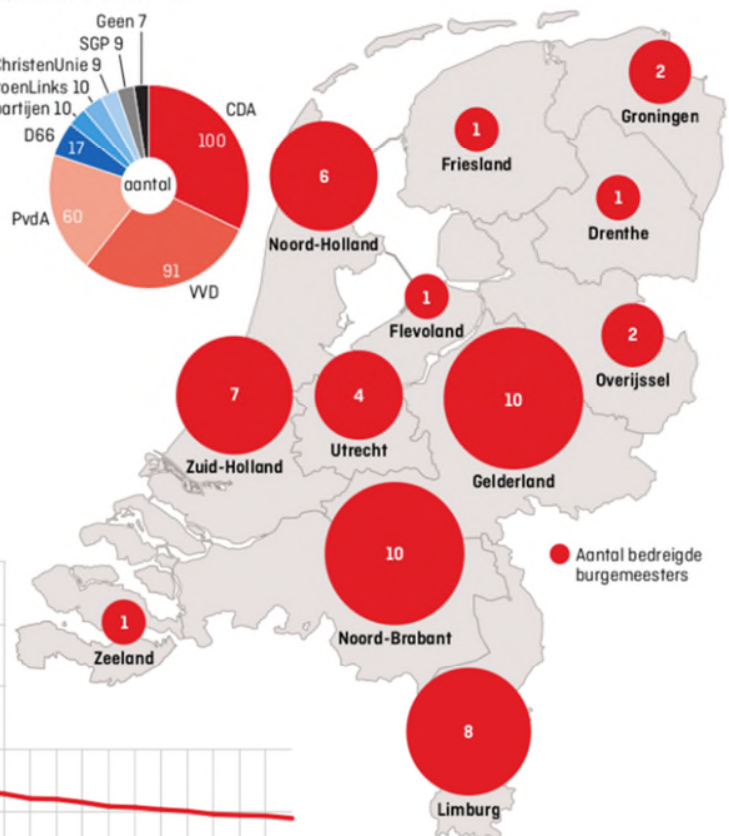 Geen 7
SGP 9
ChristenUnie 9
GroenLinks 10
partijen 10
D66
17
PvdA
60
91
VVD
100
CDA
aantal
2
Groningen
1
Friesland
1
Drenthe
6
Noord-Holland
1
Flevoland
2
Overijssel
7
Zuid-Holland
4
Utrecht
10
Gelderland
10
Noord-Brabant
Aantal bedreigde
burgemeesters
1
Zeeland
8
Limburg